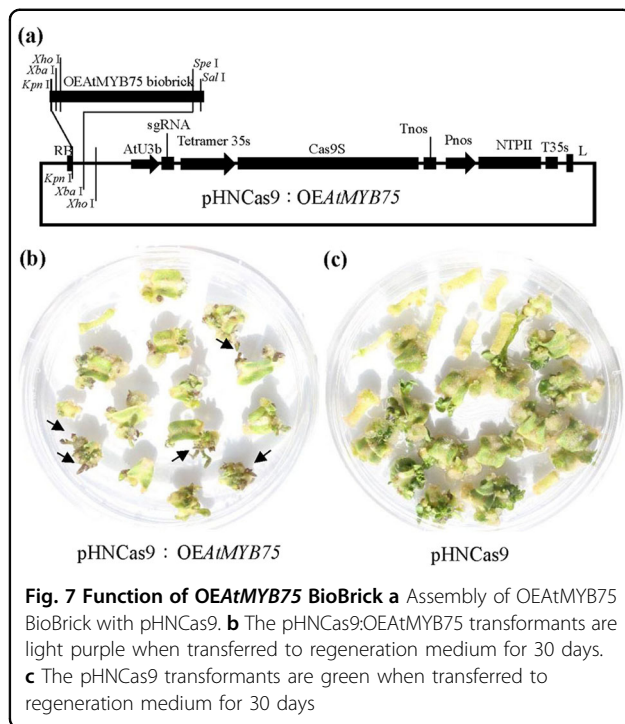 (a)
Xho I
Xba I
Kpn I
OEAtMYB75 biobrick
Spe I
Sal I
sgRNA
Tnos
RB
AtU3b
Tetramer 35s
Cas9S
Pnos
NTPII
T35s
L
Kpn I
Xba I
Xho I
pHNCas9：OEAtMYB75
(b)
(c)
pHNCas9：OEAtMYB75
pHNCas9
Fig. 7 Function of OEAtMYB75 BioBrick a Assembly of OEAtMYB75
BioBrick with pHNCas9. b The pHNCas9:OEAtMYB75 transformants are
light purple when transferred to regeneration medium for 30 days.
c The pHNCas9 transformants are green when transferred to
regeneration medium for 30 days